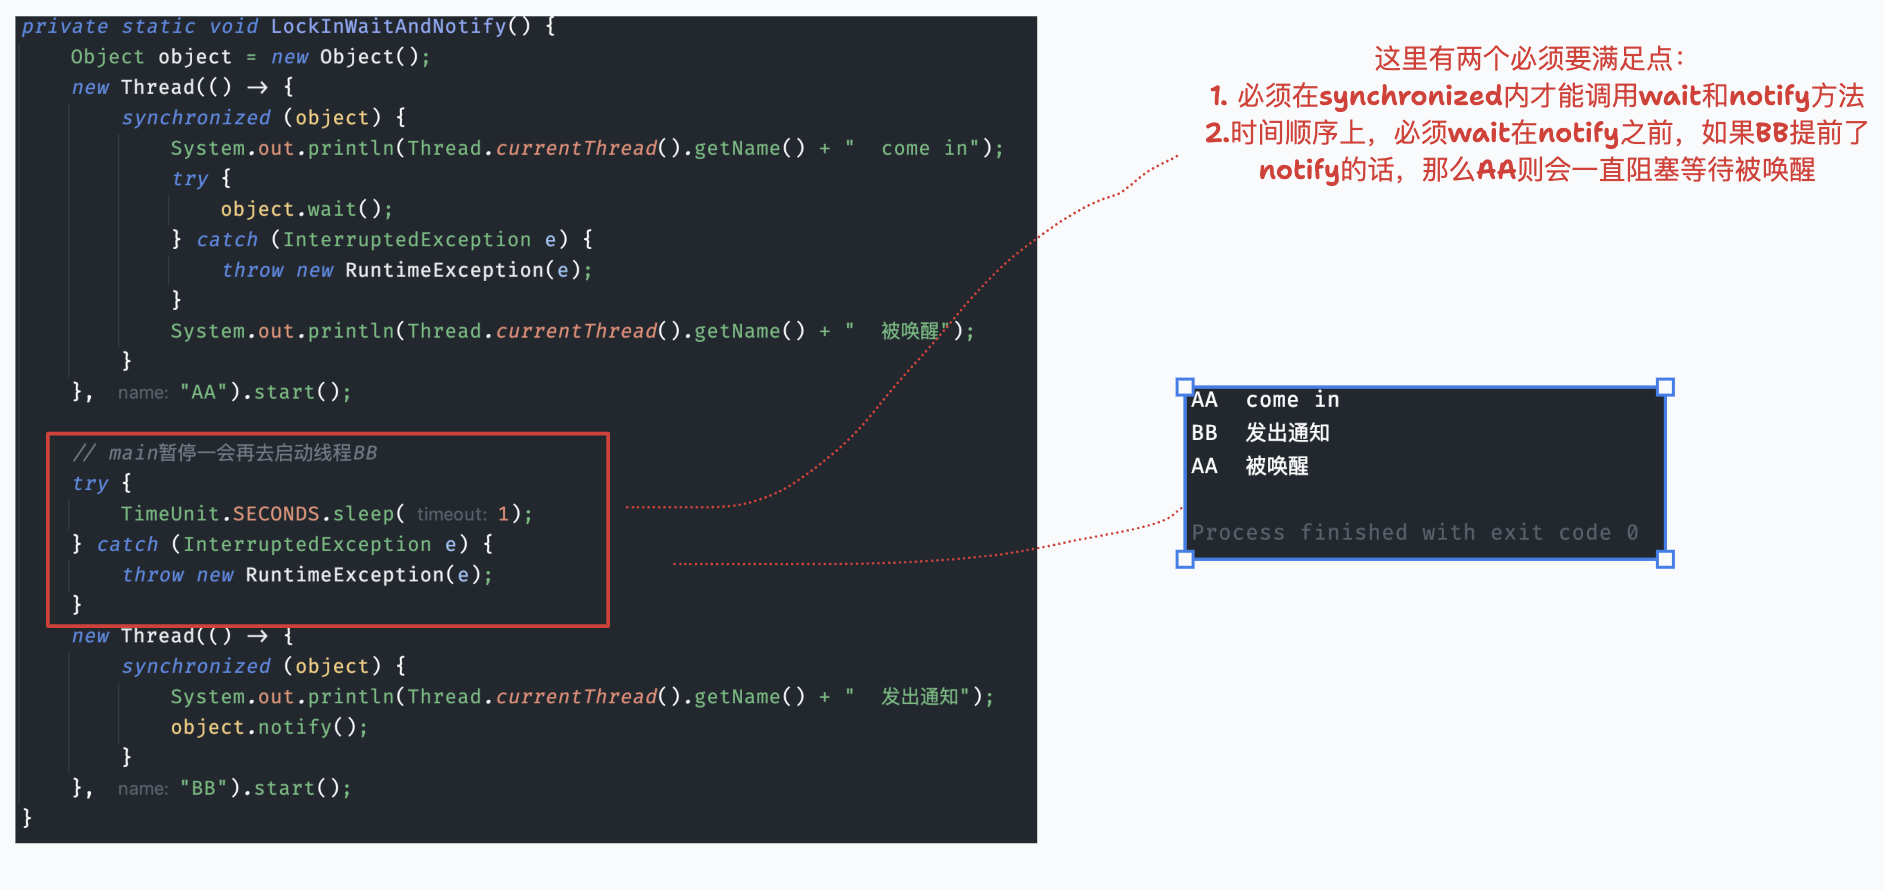 private static void LockInWaitAndNotify() {
Object object = new Object();
new Thread(() -> {
synchronized (object) {
System.out.println(Thread.currentThread().getName() + "  come in");
try {
object.wait();
} catch (InterruptedException e) {
throw new RuntimeException(e);
}
System.out.println(Thread.currentThread().getName() + "  被唤醒");
}
}, name: "AA").start();
// main暂停一会再去启动线程BB
try {
TimeUnit.SECONDS.sleep( timeout: 1);
} catch (InterruptedException e) {
throw new RuntimeException(e);
}
new Thread(() -> {
synchronized (object) {
System.out.println(Thread.currentThread().getName() + "  发出通知");
object.notify();
}
}, name: "BB").start();
}
这里有两个必须要满足点：
1. 必须在synchronized内才能调用wait和notify方法
2.时间顺序上，必须wait在notify之前，如果BB提前了
notify的话，那么AA则会一直阻塞等待被唤醒
AA  come in
BB  发出通知
AA  被唤醒
Process finished with exit code 0